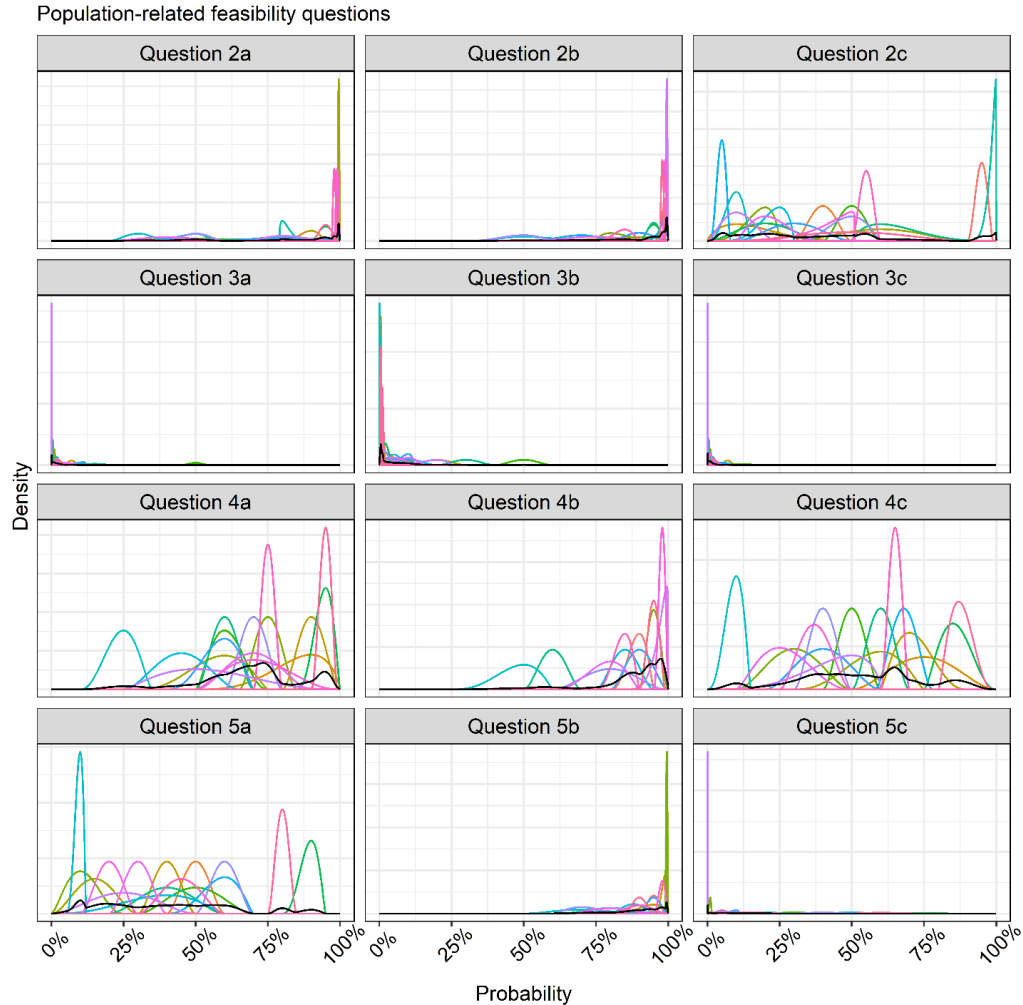 Population-related feasibility questions
Question 2a
Question 2b
Question 2c
Question 3a
Question 3b
Question 3c
Density
Question 4a
Question 4b
Question 4c
Question 5a
Question 5b
Question 5c
0% 25% 50% 75% 100%
0% 25% 50% 75% 100%
0% 25% 50% 75% 100%
Probability